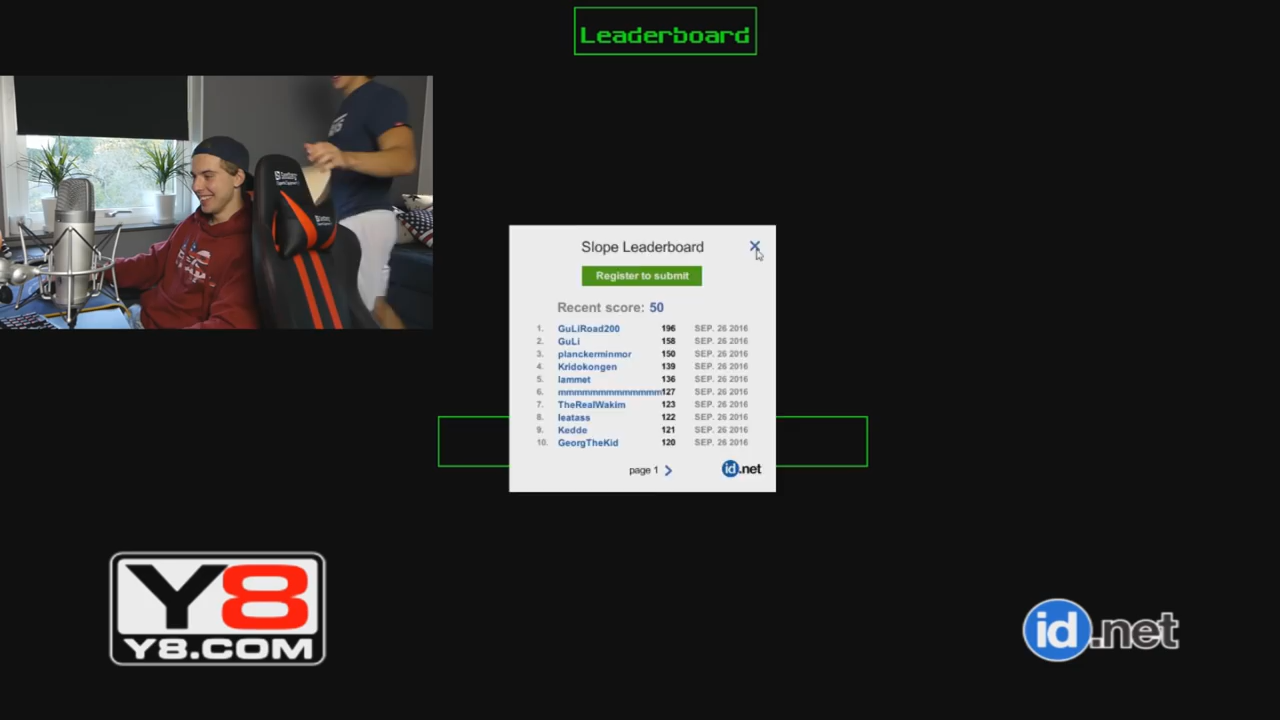 Leaderboard
Slope Leaderboard
Register to submit
Recent score: 50
1. GuLiRoad200 196 SEP. 26 2016
2. GuLi 158 SEP. 26 2016
3. planckerminmor 150 SEP. 26 2016
4. Kridokongen 139 SEP. 26 2016
5. lammet 136 SEP. 26 2016
6. mmmmmmmmmmmmm127 SEP. 26 2016
7. TheRealWakim 123 SEP. 26 2016
8. leatass 122 SEP. 26 2016
9. Kedde 121 SEP. 26 2016
10. GeorgTheKid 120 SEP. 26 2016
page 1
id.net
Y8
Y8.COM
id.net